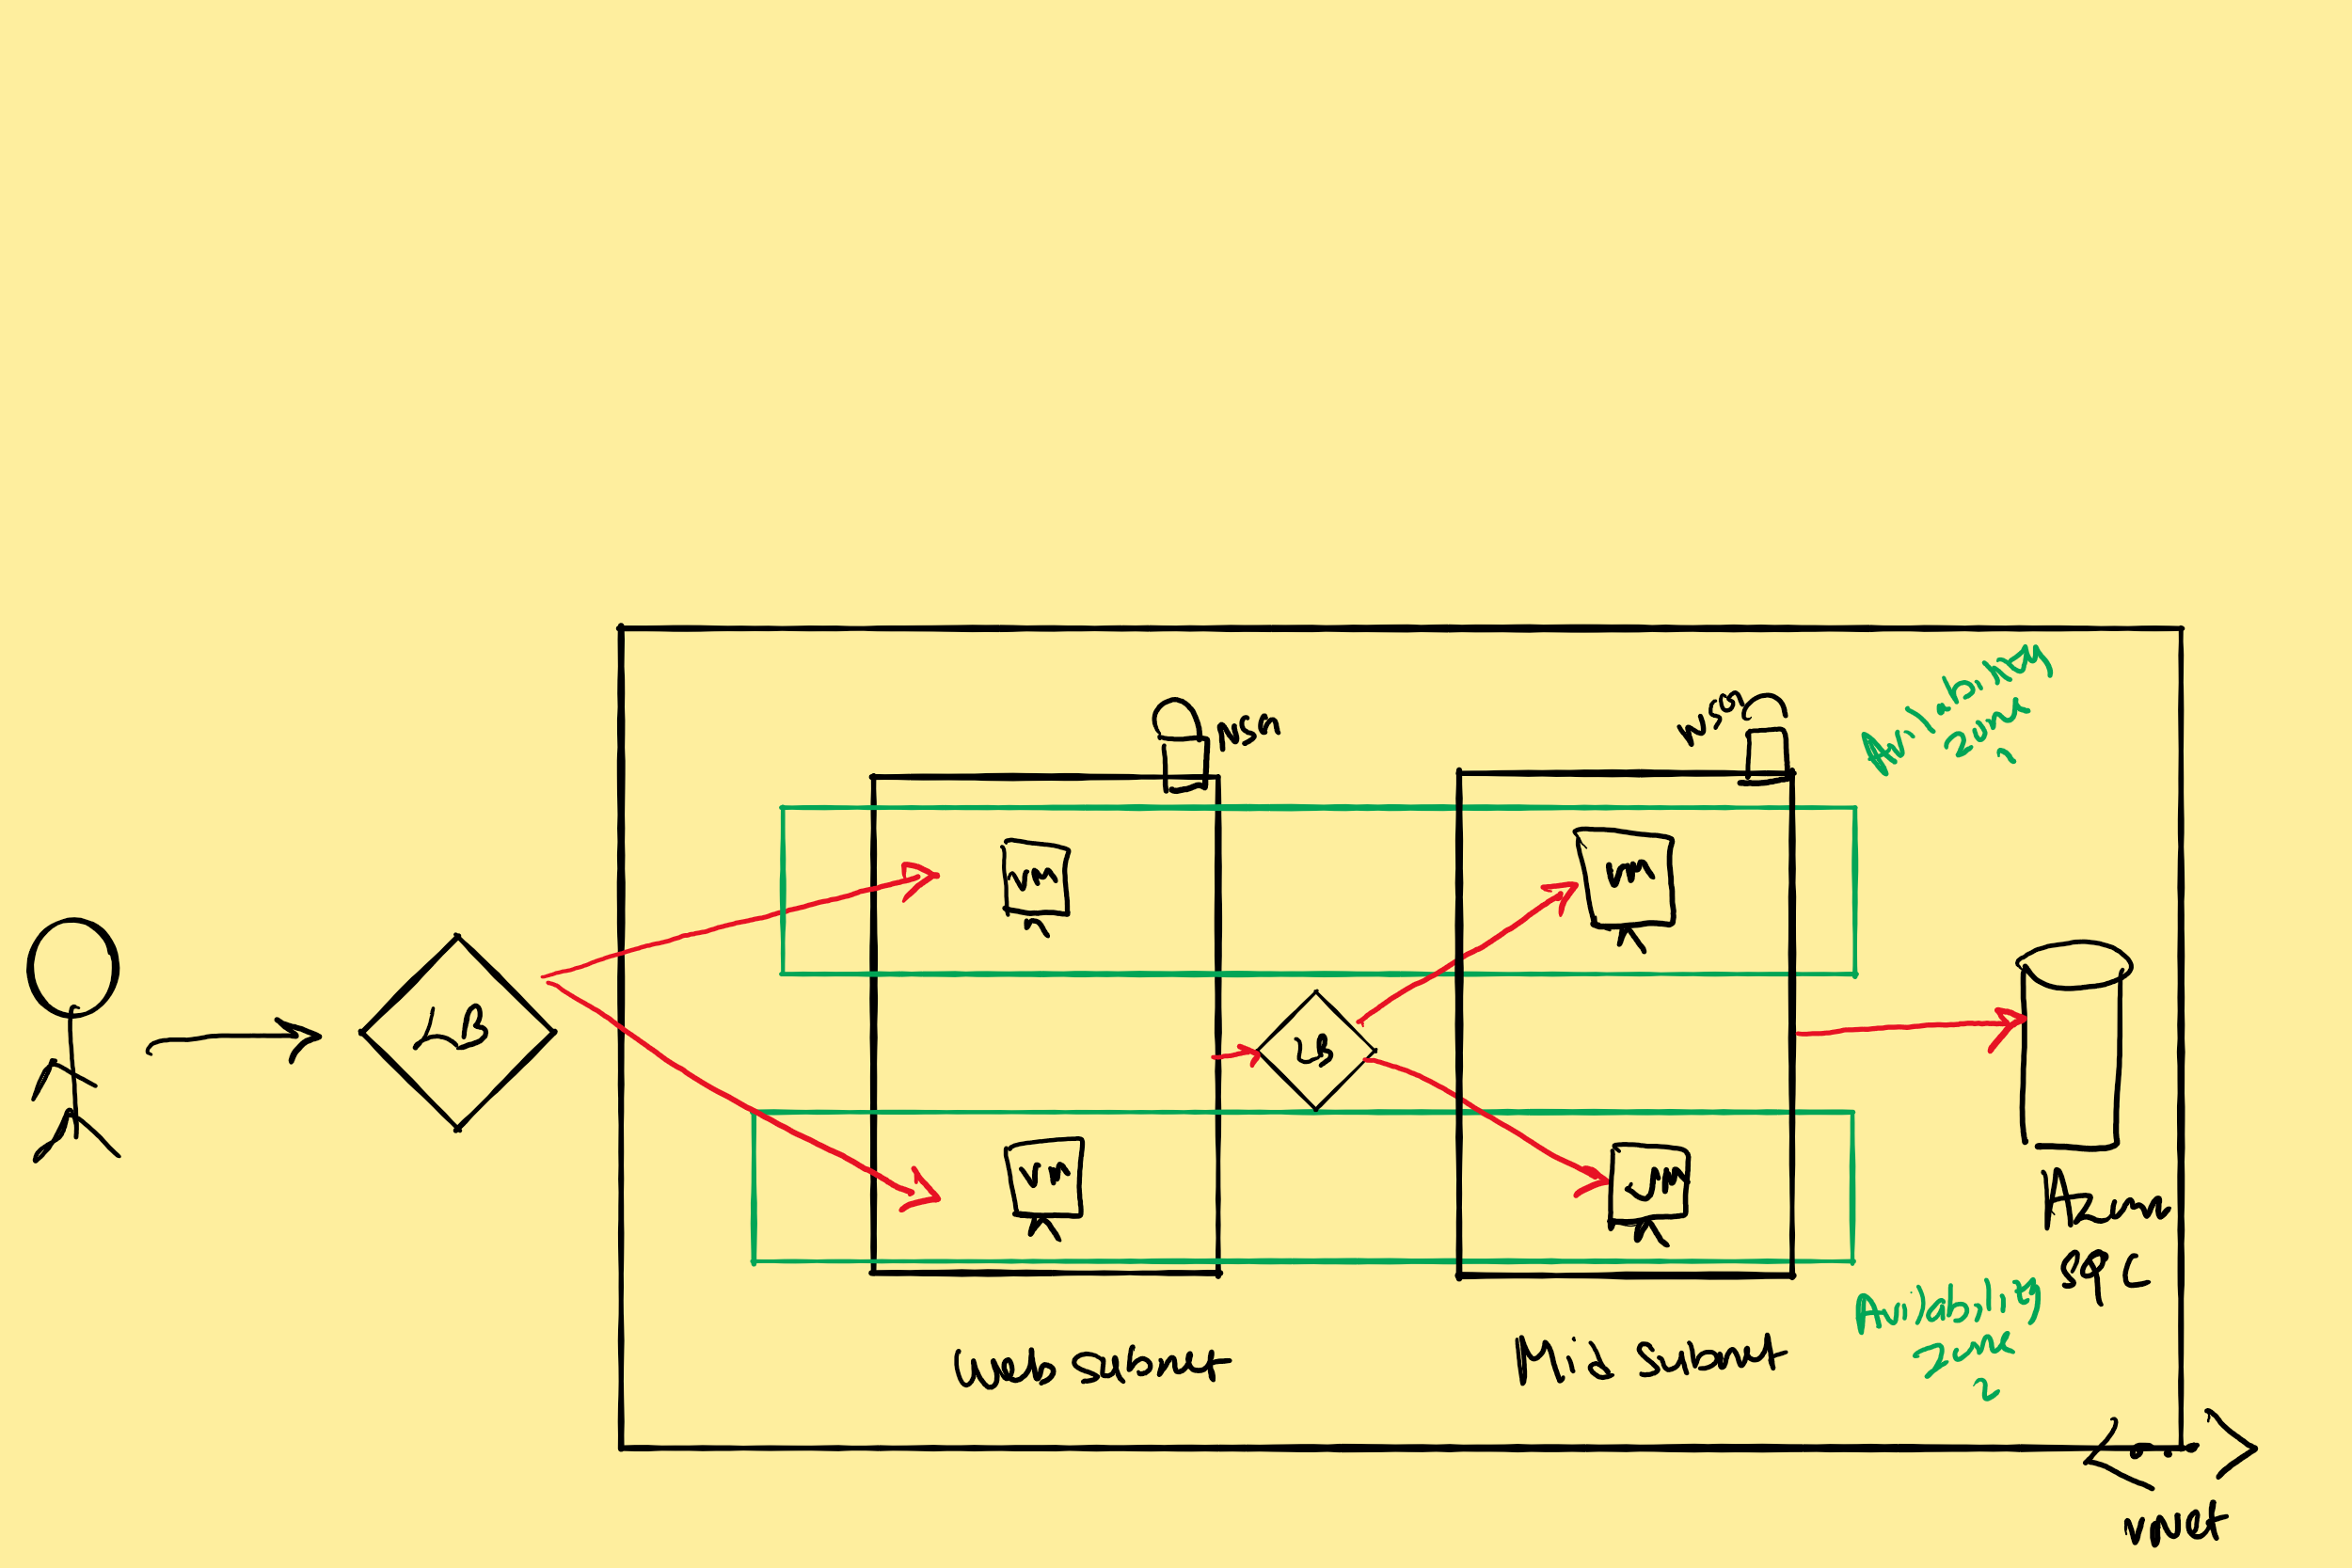 NSG
NSG
Availability
Zone
1
VM
VM
LB
LB
VM
VM
Azure
SQL
Availability
Zone
2
Web subnet
Mid subnet
vnet